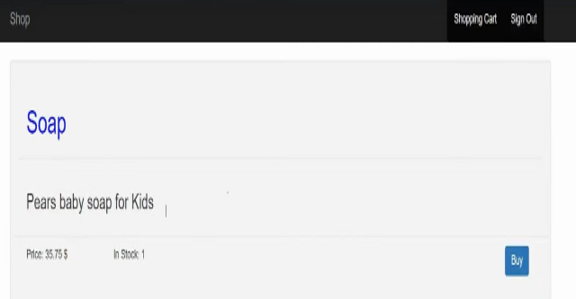 Shop Shopping Cart Sign Out
Soap
Pears baby soap for Kids
Price: 35.75 $ In Stock: 1
Buy